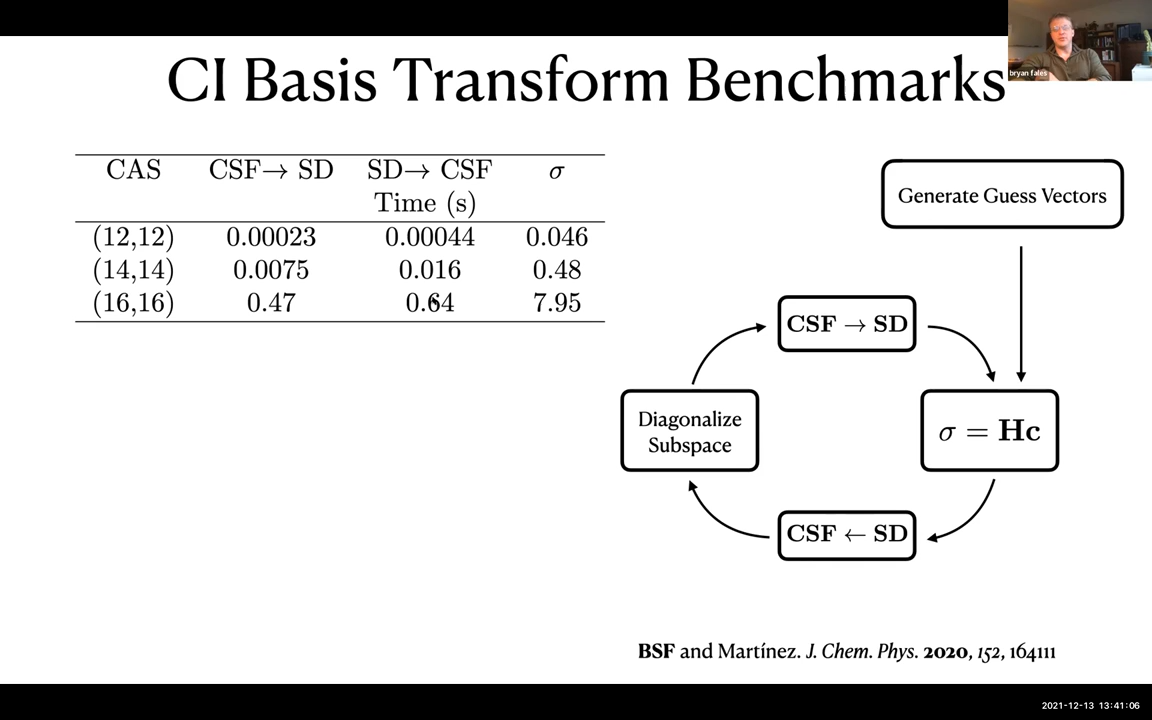 CI Basis Transform Benchmarks
bryan fales
CAS CSF→ SD SD→ CSF σ
Time (s)
(12,12) 0.00023 0.00044 0.046
(14,14) 0.0075 0.016 0.48
(16,16) 0.47 0.64 7.95
Generate Guess Vectors
CSF → SD
Diagonalize
Subspace
σ = Hc
CSF ← SD
BSF and Martínez. J. Chem. Phys. 2020, 152, 164111
2021-12-13 13:41:06